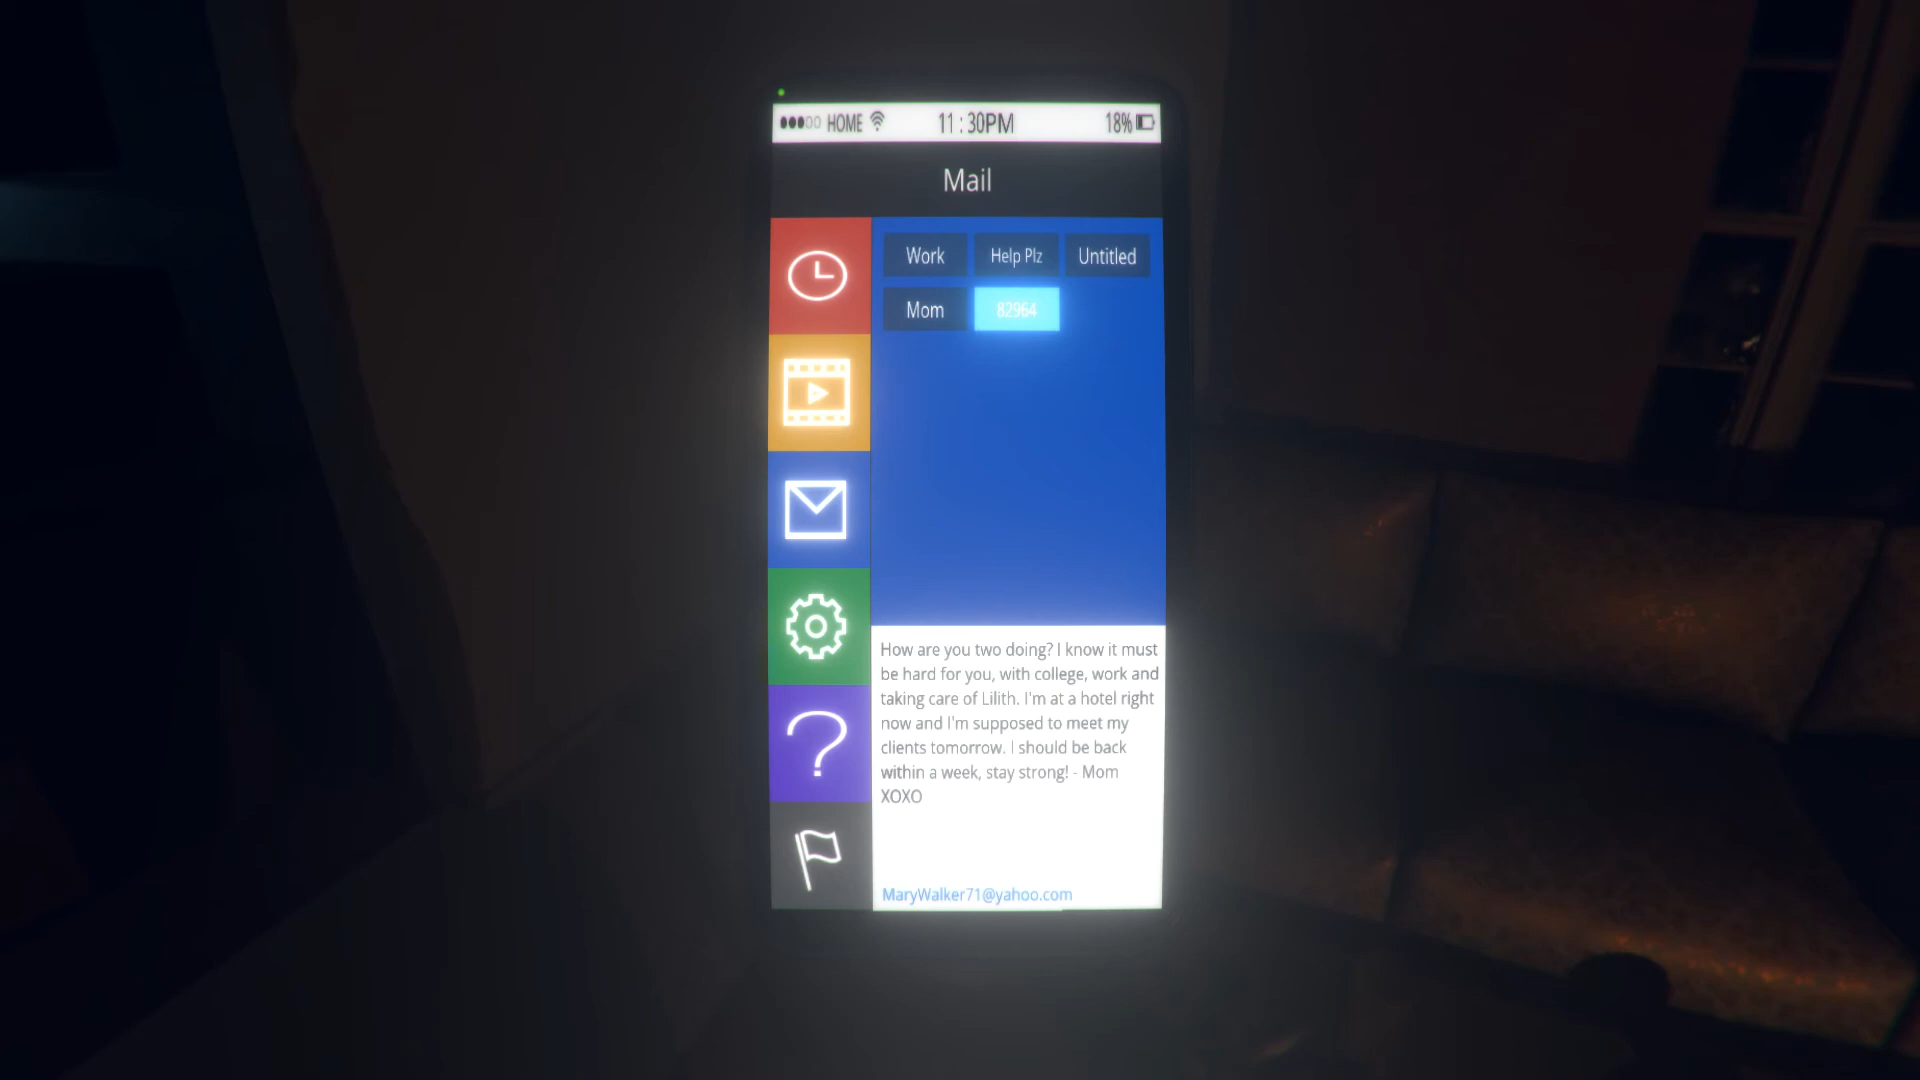 HOME 11:30PM 18%
Mail
Work Help Plz Untitled
Mom 82964
How are you two doing? I know it must
be hard for you, with college, work and
taking care of Lilith. I'm at a hotel right
now and I'm supposed to meet my
clients tomorrow. I should be back
within a week, stay strong! - Mom
XOXO
MaryWalker71@yahoo.com